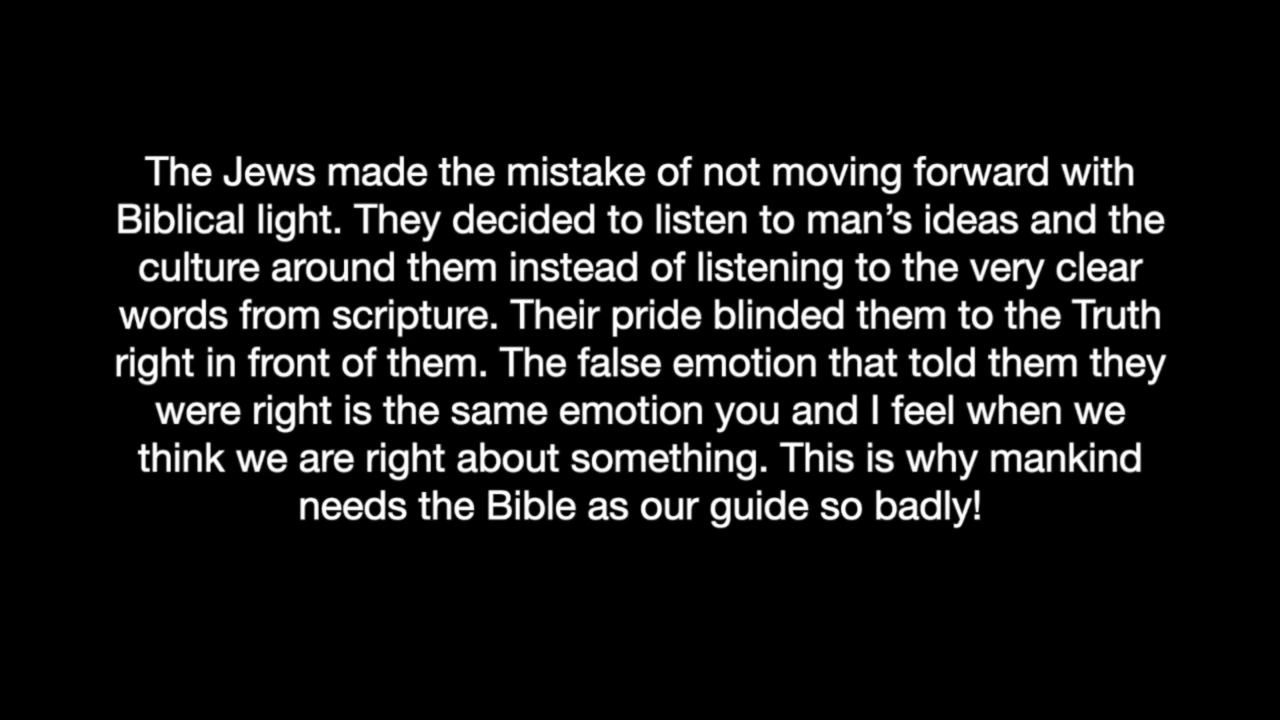 The Jews made the mistake of not moving forward with
Biblical light. They decided to listen to man’s ideas and the
culture around them instead of listening to the very clear
words from scripture. Their pride blinded them to the Truth
right in front of them. The false emotion that told them they
were right is the same emotion you and I feel when we
think we are right about something. This is why mankind
needs the Bible as our guide so badly!